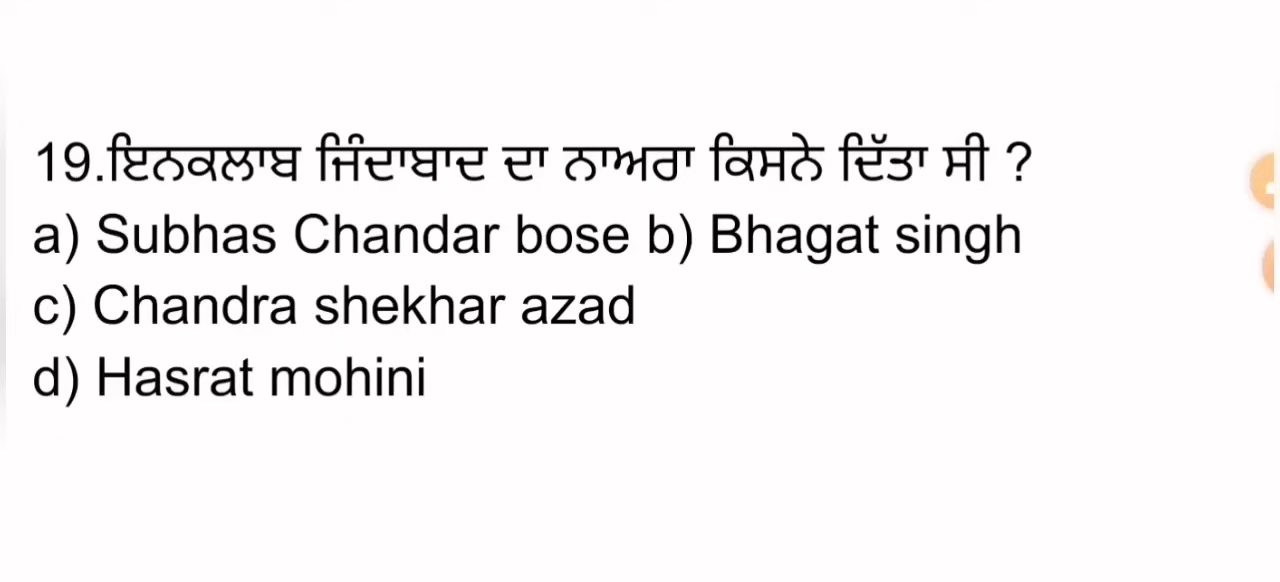 19.ਇਨਕਲਾਬ ਜਿੰਦਾਬਾਦ ਦਾ ਨਾਅਰਾ ਕਿਸਨੇ ਦਿੱਤਾ ਸੀ ?
a) Subhas Chandar bose b) Bhagat singh
c) Chandra shekhar azad
d) Hasrat mohini